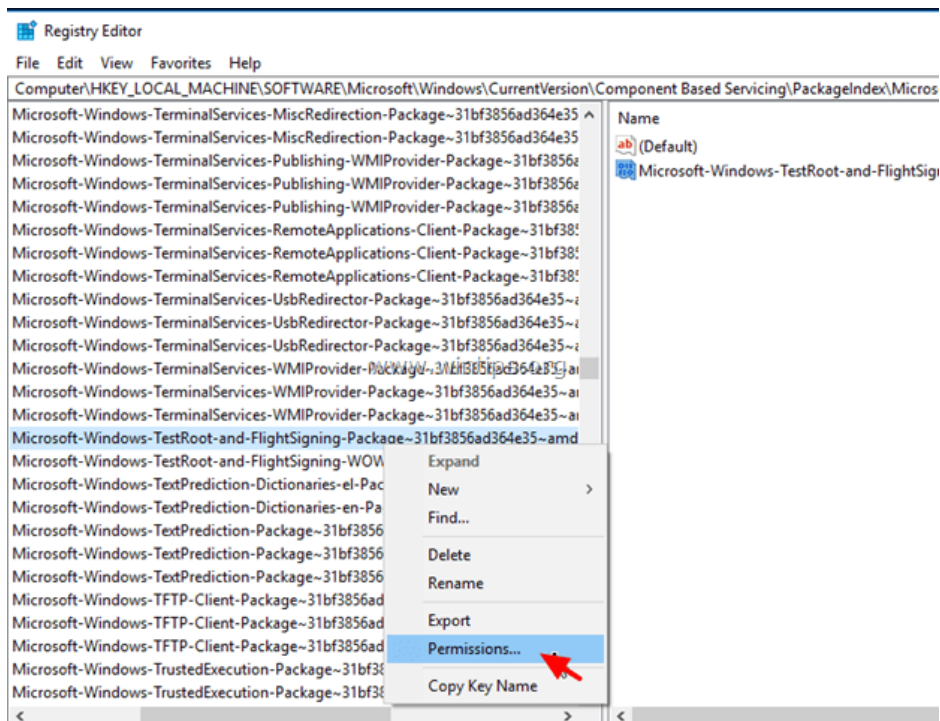 Registry Editor
File Edit View Favorites Help
Computer\HKEY_LOCAL_MACHINE\SOFTWARE\Microsoft\Windows\CurrentVersion\Component Based Servicing\PackageIndex\Micros
Microsoft-Windows-TerminalServices-MiscRedirection-Package~31bf3856ad364e35
Microsoft-Windows-TerminalServices-MiscRedirection-Package~31bf3856ad364e35
Microsoft-Windows-TerminalServices-Publishing-WMIProvider-Package~31bf3856a
Microsoft-Windows-TerminalServices-Publishing-WMIProvider-Package~31bf3856a
Microsoft-Windows-TerminalServices-Publishing-WMIProvider-Package~31bf3856a
Microsoft-Windows-TerminalServices-RemoteApplications-Client-Package~31bf385
Microsoft-Windows-TerminalServices-RemoteApplications-Client-Package~31bf385
Microsoft-Windows-TerminalServices-RemoteApplications-Client-Package~31bf385
Microsoft-Windows-TerminalServices-UsbRedirector-Package~31bf3856ad364e35~a
Microsoft-Windows-TerminalServices-UsbRedirector-Package~31bf3856ad364e35~a
Microsoft-Windows-TerminalServices-UsbRedirector-Package~31bf3856ad364e35~a
Microsoft-Windows-TerminalServices-WMIProvider-Package~31bf3856ad364e35~ar
www.wintips.org
Microsoft-Windows-TerminalServices-WMIProvider-Package~31bf3856ad364e35~ar
Microsoft-Windows-TerminalServices-WMIProvider-Package~31bf3856ad364e35~ar
Microsoft-Windows-TestRoot-and-FlightSigning-Package~31bf3856ad364e35~amd
Microsoft-Windows-TestRoot-and-FlightSigning-WOW
Microsoft-Windows-TextPrediction-Dictionaries-el-Pac
Microsoft-Windows-TextPrediction-Dictionaries-en-Pa
Microsoft-Windows-TextPrediction-Package~31bf3856
Microsoft-Windows-TextPrediction-Package~31bf3856
Microsoft-Windows-TextPrediction-Package~31bf3856
Microsoft-Windows-TFTP-Client-Package~31bf3856ad
Microsoft-Windows-TFTP-Client-Package~31bf3856ad
Microsoft-Windows-TFTP-Client-Package~31bf3856ad
Microsoft-Windows-TrustedExecution-Package~31bf38
Microsoft-Windows-TrustedExecution-Package~31bf38
Expand
New
Find...
Delete
Rename
Export
Permissions...
Copy Key Name
Name
(Default)
Microsoft-Windows-TestRoot-and-FlightSig